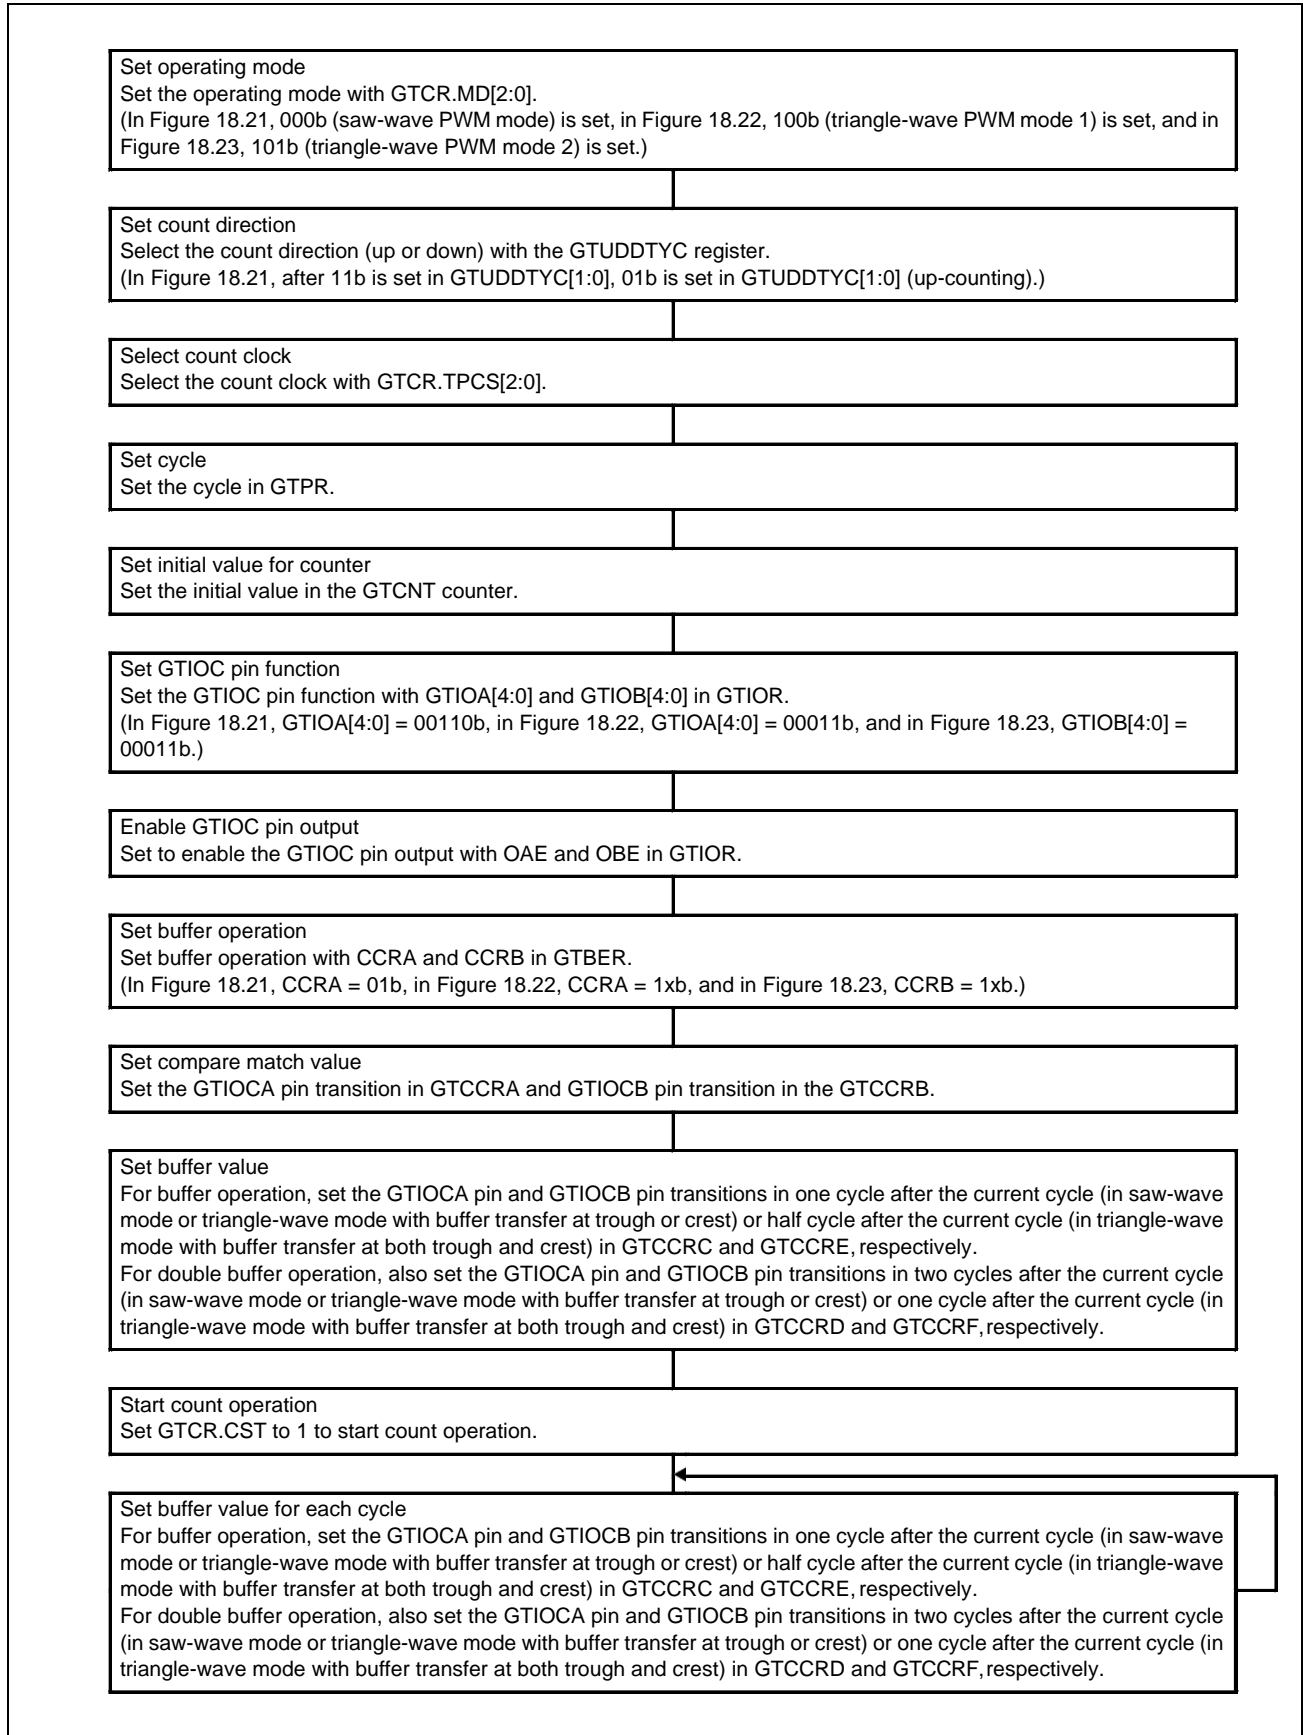 Set operating mode
Set the operating mode with GTCR.MD[2:0].
(In Figure 18.21, 000b (saw-wave PWM mode) is set, in Figure 18.22, 100b (triangle-wave PWM mode 1) is set, and in
Figure 18.23, 101b (triangle-wave PWM mode 2) is set.)
Set count direction
Select the count direction (up or down) with the GTUDDTYC register.
(In Figure 18.21, after 11b is set in GTUDDTYC[1:0], 01b is set in GTUDDTYC[1:0] (up-counting).)
Select count clock
Select the count clock with GTCR.TPCS[2:0].
Set cycle
Set the cycle in GTPR.
Set initial value for counter
Set the initial value in the GTCNT counter.
Set GTIOC pin function
Set the GTIOC pin function with GTIOA[4:0] and GTIOB[4:0] in GTIOR.
(In Figure 18.21, GTIOA[4:0] = 00110b, in Figure 18.22, GTIOA[4:0] = 00011b, and in Figure 18.23, GTIOB[4:0] =
00011b.)
Enable GTIOC pin output
Set to enable the GTIOC pin output with OAE and OBE in GTIOR.
Set buffer operation
Set buffer operation with CCRA and CCRB in GTBER.
(In Figure 18.21, CCRA = 01b, in Figure 18.22, CCRA = 1xb, and in Figure 18.23, CCRB = 1xb.)
Set compare match value
Set the GTIOCA pin transition in GTCCRA and GTIOCB pin transition in the GTCCRB.
Set buffer value
For buffer operation, set the GTIOCA pin and GTIOCB pin transitions in one cycle after the current cycle (in saw-wave
mode or triangle-wave mode with buffer transfer at trough or crest) or half cycle after the current cycle (in triangle-wave
mode with buffer transfer at both trough and crest) in GTCCRC and GTCCRE, respectively.
For double buffer operation, also set the GTIOCA pin and GTIOCB pin transitions in two cycles after the current cycle
(in saw-wave mode or triangle-wave mode with buffer transfer at trough or crest) or one cycle after the current cycle (in
triangle-wave mode with buffer transfer at both trough and crest) in GTCCRD and GTCCRF, respectively.
Start count operation
Set GTCR.CST to 1 to start count operation.
Set buffer value for each cycle
For buffer operation, set the GTIOCA pin and GTIOCB pin transitions in one cycle after the current cycle (in saw-wave
mode or triangle-wave mode with buffer transfer at trough or crest) or half cycle after the current cycle (in triangle-wave
mode with buffer transfer at both trough and crest) in GTCCRC and GTCCRE, respectively.
For double buffer operation, also set the GTIOCA pin and GTIOCB pin transitions in two cycles after the current cycle
(in saw-wave mode or triangle-wave mode with buffer transfer at trough or crest) or one cycle after the current cycle (in
triangle-wave mode with buffer transfer at both trough and crest) in GTCCRD and GTCCRF, respectively.